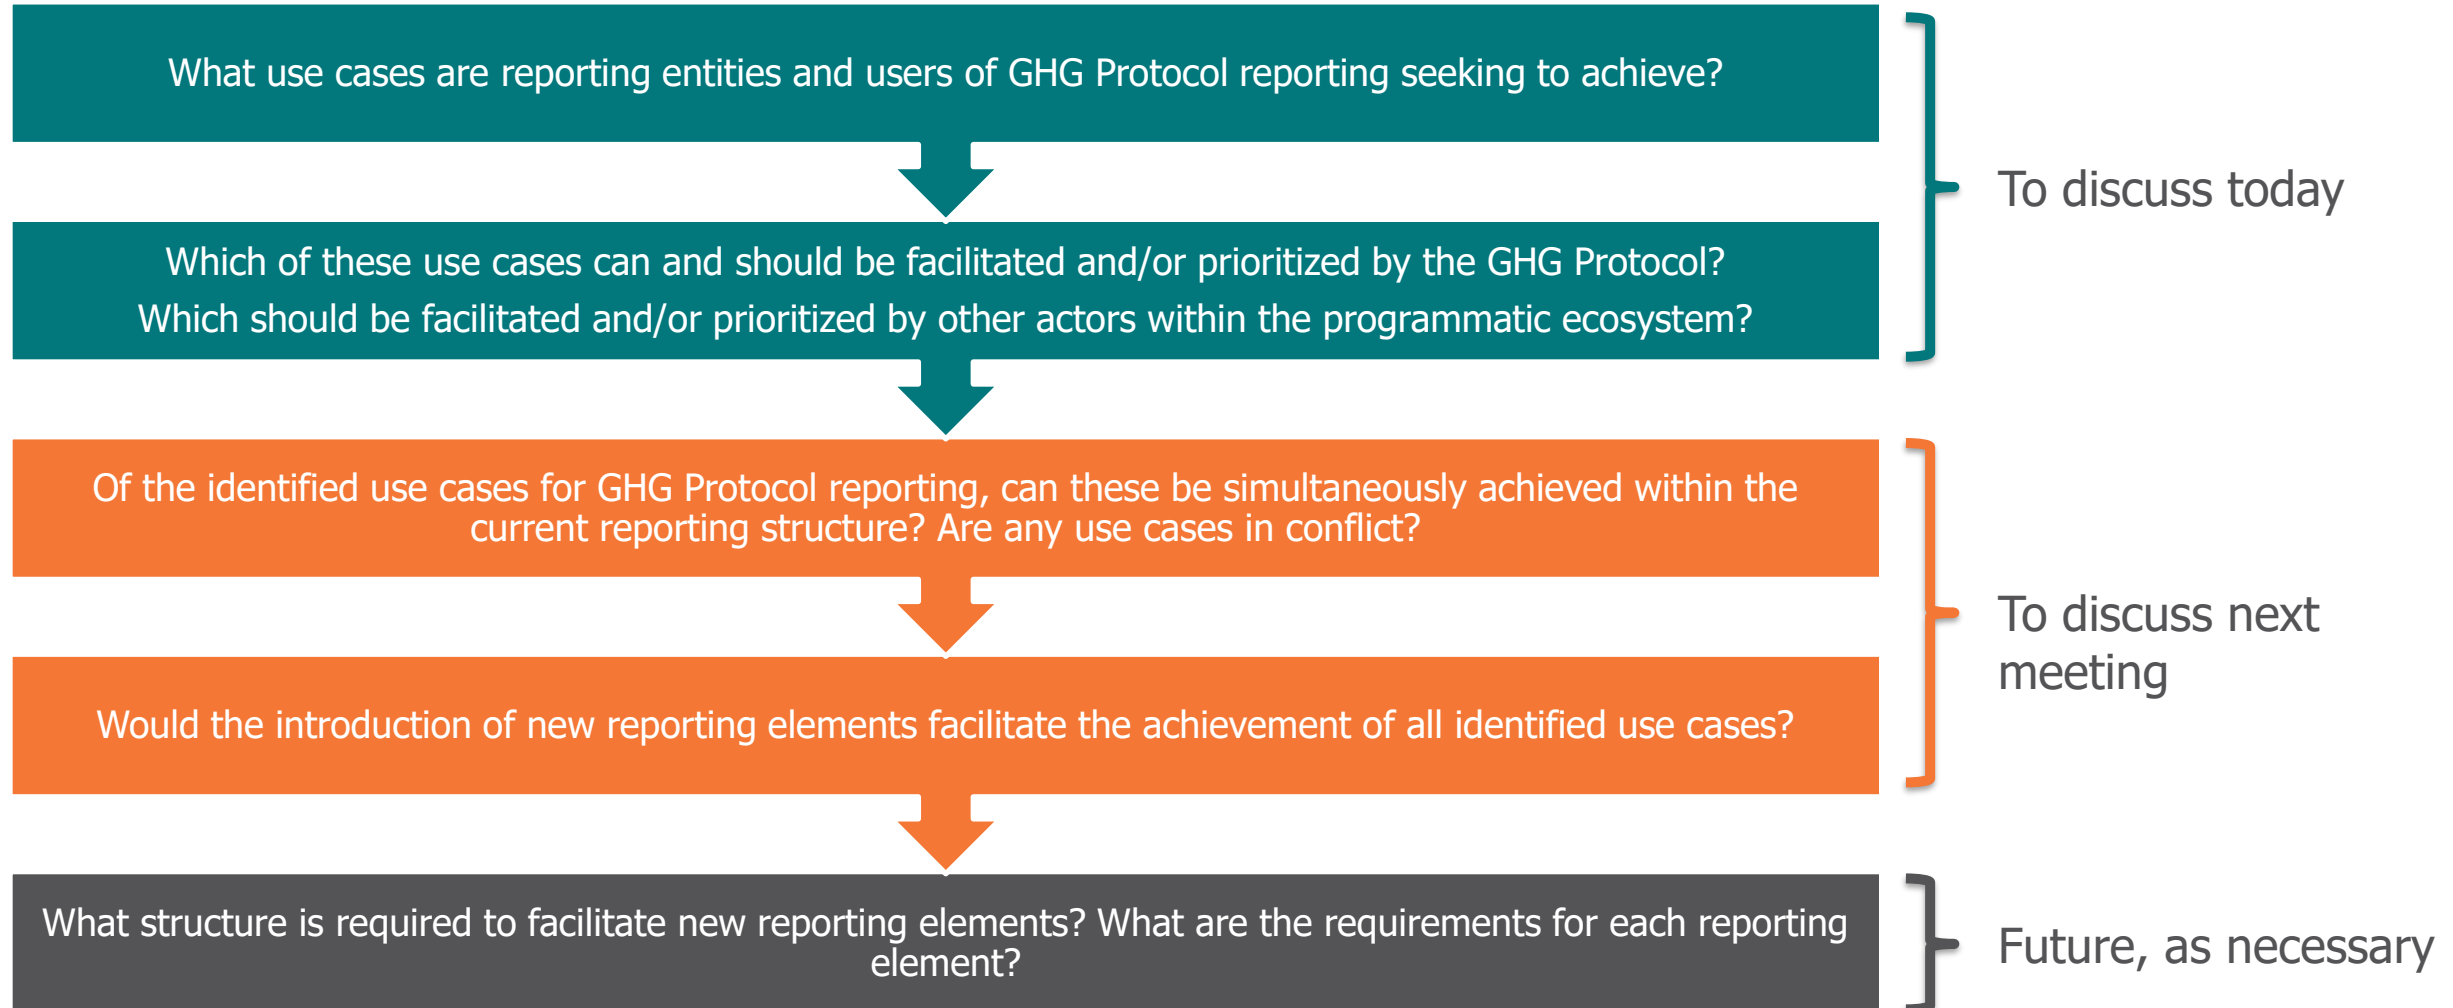 What use cases are reporting entities and users of GHG Protocol reporting seeking to achieve?
Which of these use cases can and should be facilitated and/or prioritized by the GHG Protocol?
Which should be facilitated and/or prioritized by other actors within the programmatic ecosystem?
To discuss today
Of the identified use cases for GHG Protocol reporting, can these be simultaneously achieved within the
current reporting structure? Are any use cases in conflict?
Would the introduction of new reporting elements facilitate the achievement of all identified use cases?
To discuss next
meeting
What structure is required to facilitate new reporting elements? What are the requirements for each reporting
element?
Future, as necessary